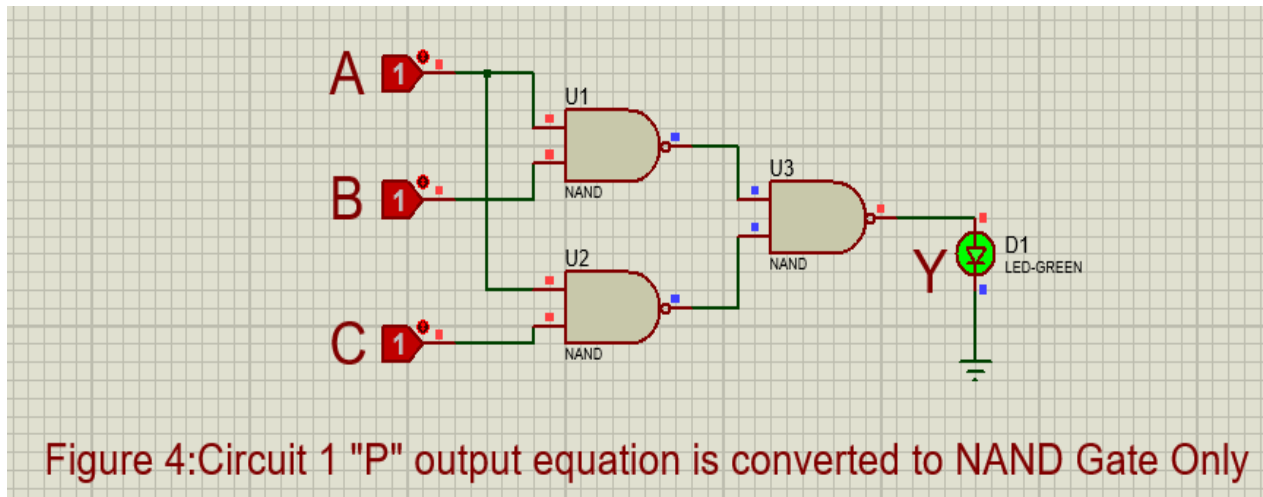 A
1
U1
NAND
B
1
U3
NAND
U2
NAND
C
1
Y
D1
LED-GREEN
Figure 4:Circuit 1 "P" output equation is converted to NAND Gate Only